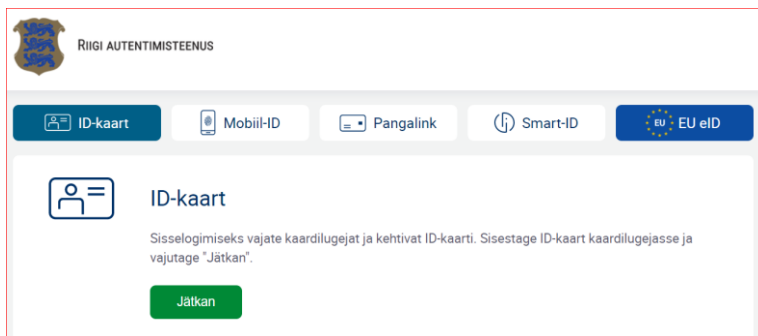 RIIGI AUTENTIMISTEENUS
ID-kaart
Mobiil-ID
Pangalink
Smart-ID
EU EU eID
ID-kaart
Sisselogimiseks vajate kaardilugejat ja kehtivat ID-kaarti. Sisestage ID-kaart kaardilugejasse ja
vajutage "Jätkan".
Jätkan